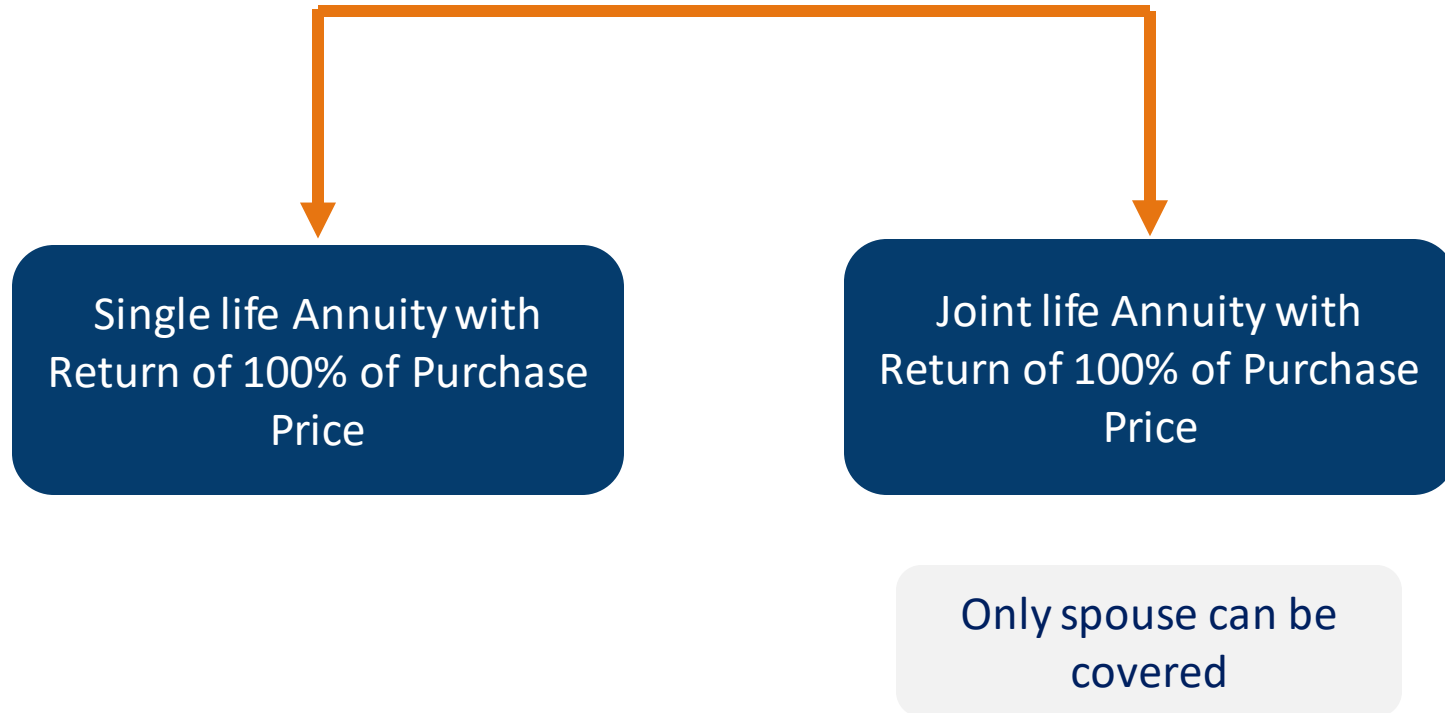 Single life Annuity with
Return of 100% of Purchase
Price
Joint life Annuity with
Return of 100% of Purchase
Price
Only spouse can be
covered